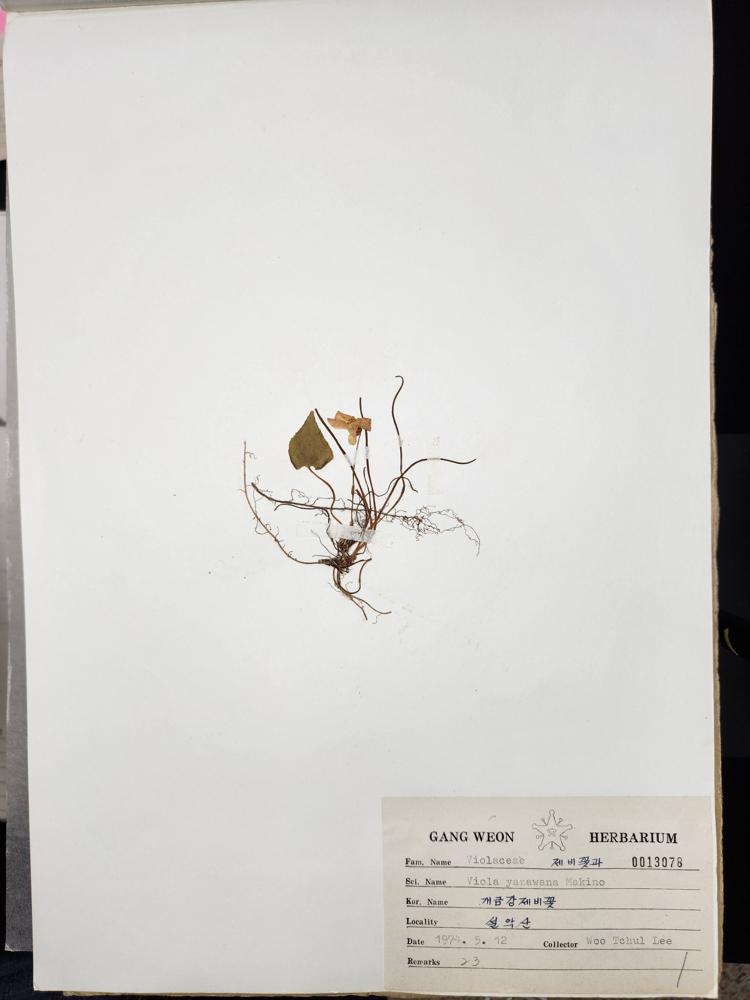 GANG WEON HERBARIUM
Fam. Name Violaceae 제비꽃과 0013078
Sci. Name Viola yazawana Makino
Kor. Name 개금강제비꽃
Locality 설악산
Date 1974. 5. 12 Collector Woo Tchul Lee
Remarks 23 /